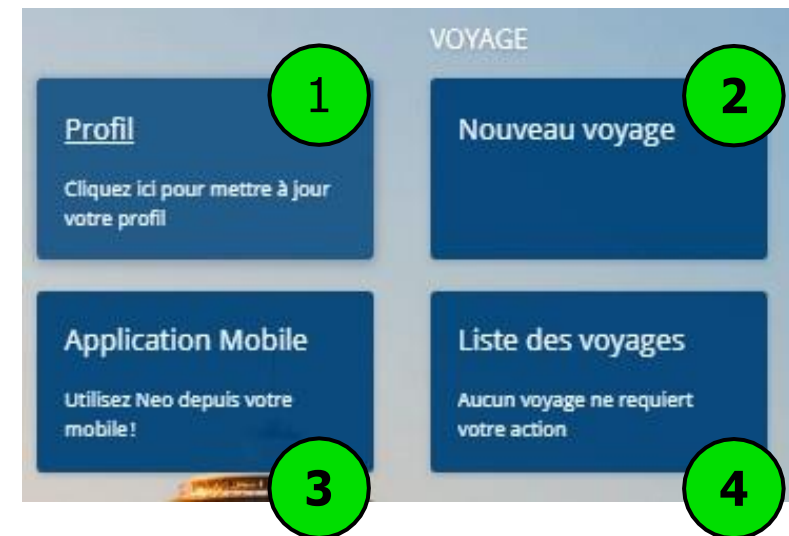 VOYAGE
1
Profil
Cliquez ici pour mettre à jour
votre profil
2
Nouveau voyage
Application Mobile
Utilisez Neo depuis votre
mobile!
3
Liste des voyages
Aucun voyage ne requiert
votre action
4